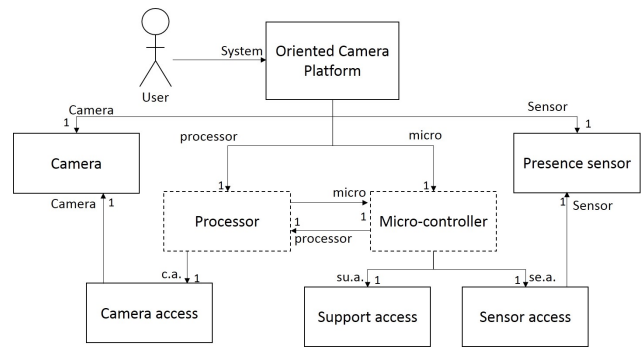 System
Oriented Camera
Platform
User
Camera
1
Sensor
1
processor
micro
Camera
Presence sensor
1
1
Camera 1
Processor
micro
1
1
processor
Micro-controller
1 Sensor
c.a.
1
su.a. 1
1 se.a.
Camera access
Support access
Sensor access